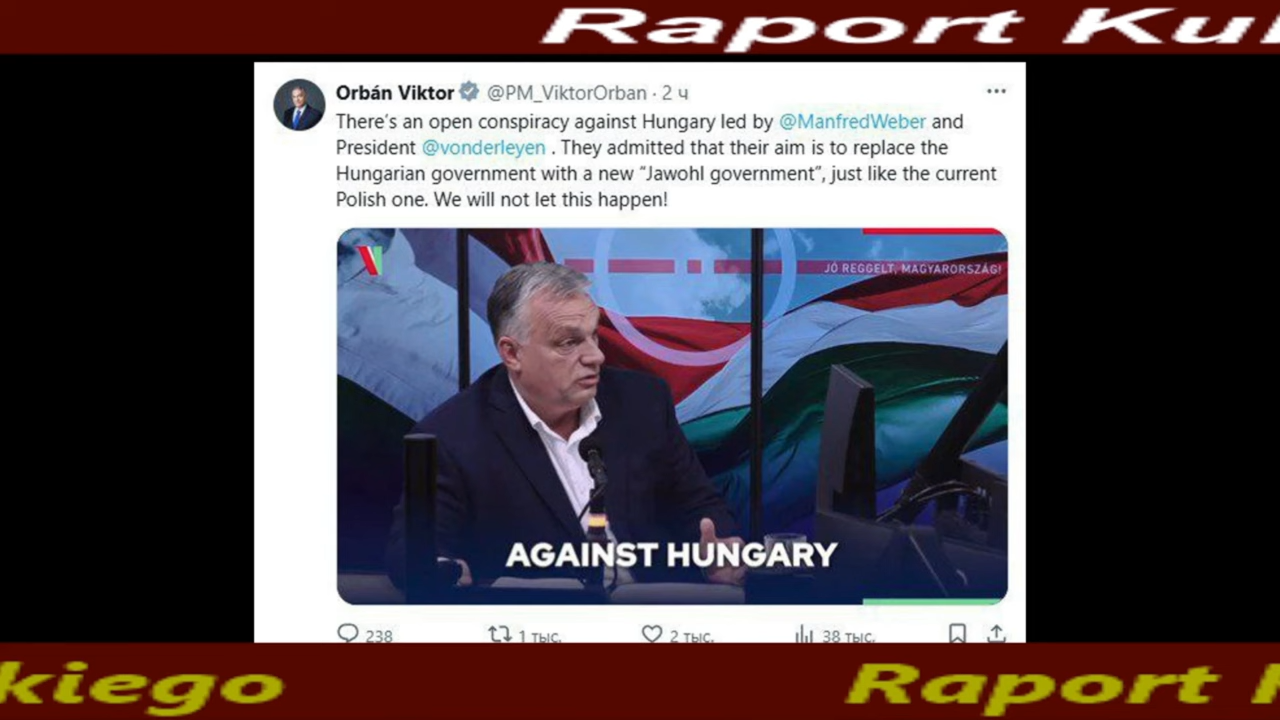 Raport Ku
Orbán Viktor @PM_ViktorOrban · 2 ч
There's an open conspiracy against Hungary led by @ManfredWeber and
President @vonderleyen . They admitted that their aim is to replace the
Hungarian government with a new “Jawohl government”, just like the current
Polish one. We will not let this happen!
JÓ REGGELT, MAGYARORSZÁG!
AGAINST HUNGARY
238 1 тыс. 2 тыс. 38 тыс.
kiego Raport